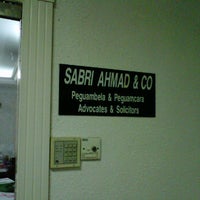 SABRI AHMAD & CO
Peguambela & Peguamcara
Advocates & Solicitors